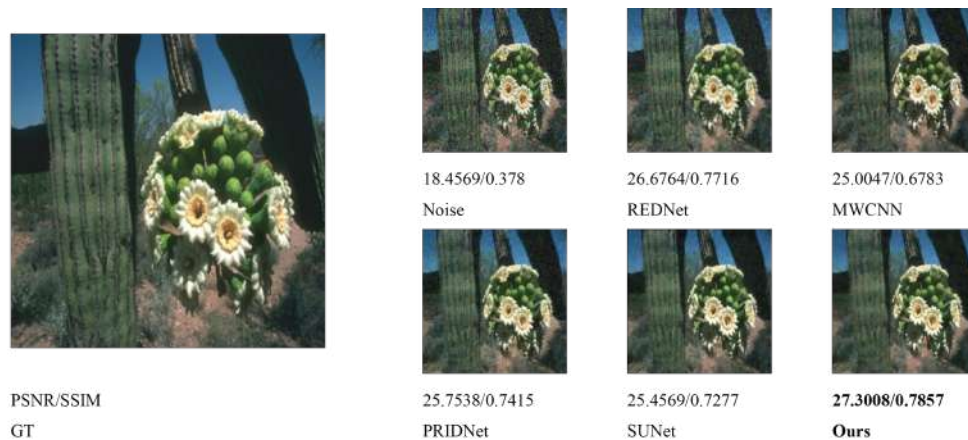 18.4569/0.378 26.6764/0.7716 25.0047/0.6783
Noise REDNet MWCNN
PSNR/SSIM 25.7538/0.7415 25.4569/0.7277 27.3008/0.7857
GT PRIDNet SUNet Ours